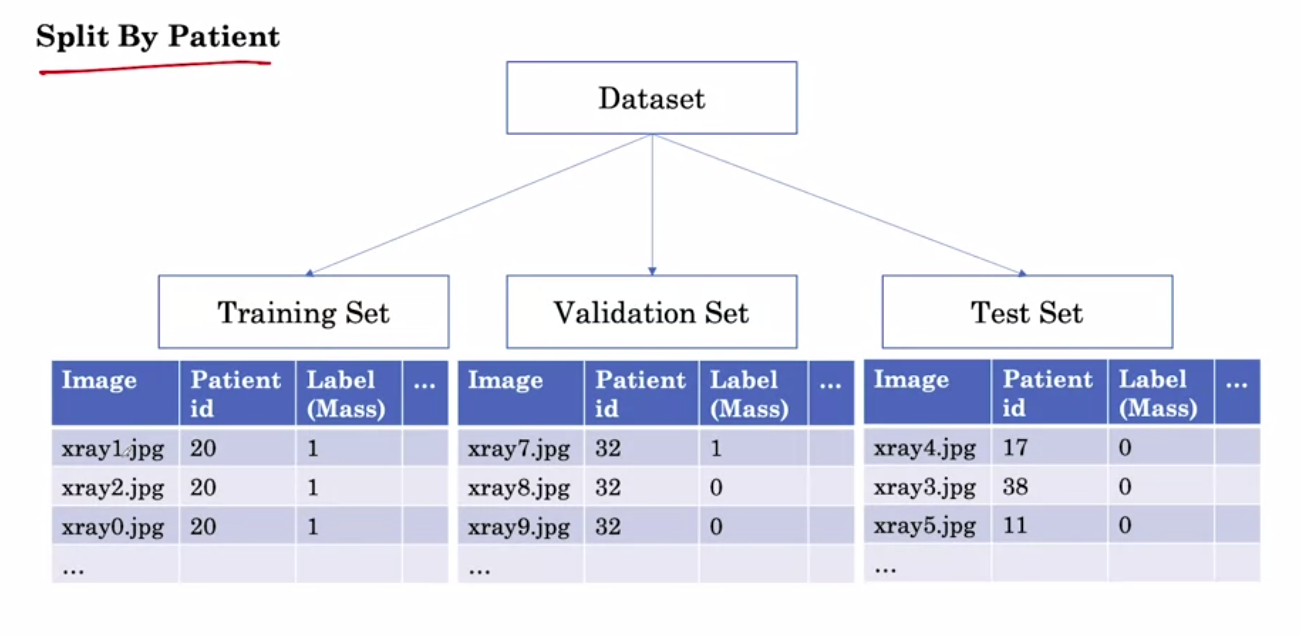 Split By Patient
Dataset
Training Set
Validation Set
Test Set
Image Patient id Label (Mass) ...
xray1.jpg 20 1
xray2.jpg 20 1
xray0.jpg 20 1
...
Image Patient id Label (Mass) ...
xray7.jpg 32 1
xray8.jpg 32 0
xray9.jpg 32 0
...
Image Patient id Label (Mass) ...
xray4.jpg 17 0
xray3.jpg 38 0
xray5.jpg 11 0
...